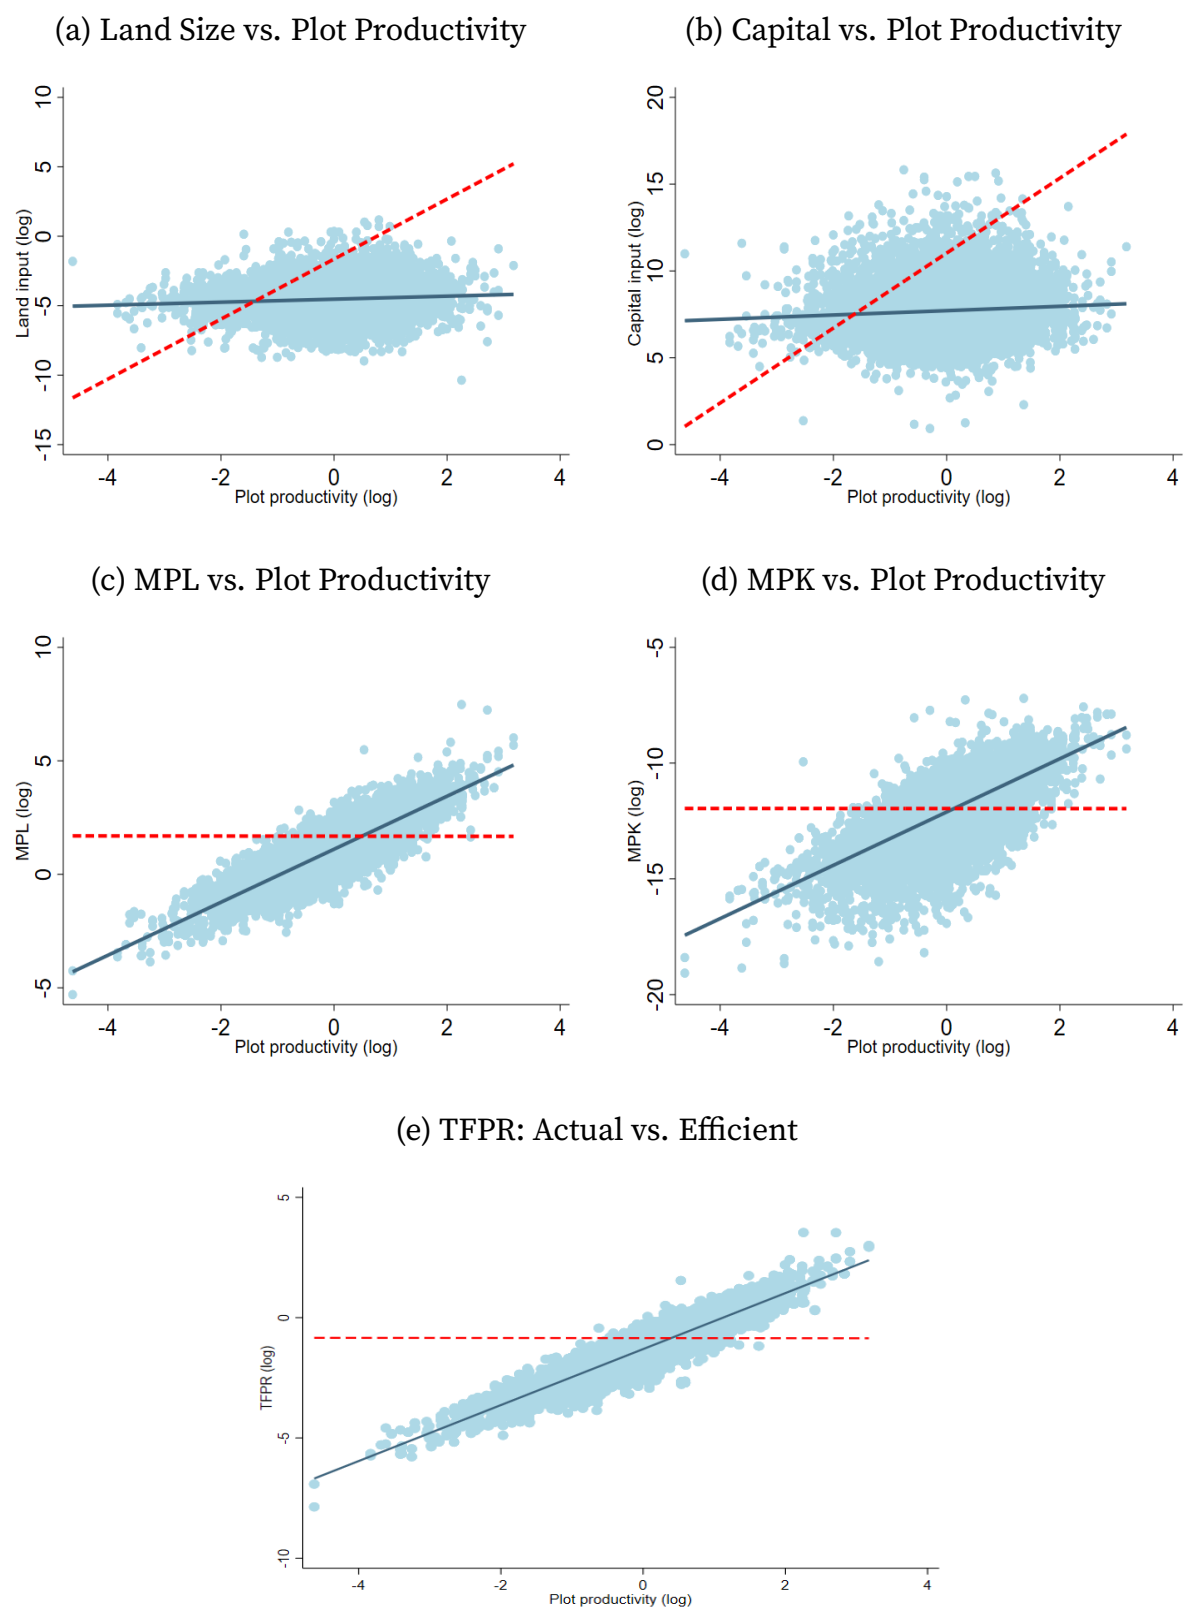 (a) Land Size vs. Plot Productivity
10
5
0
-5
-10
-15
Land input (log)
-4 -2 0 2 4
Plot productivity (log)
(b) Capital vs. Plot Productivity
20
15
10
5
0
Capital input (log)
-4 -2 0 2 4
Plot productivity (log)
(c) MPL vs. Plot Productivity
10
5
0
-5
MPL (log)
-4 -2 0 2 4
Plot productivity (log)
(d) MPK vs. Plot Productivity
-5
-10
-15
-20
MPK (log)
-4 -2 0 2 4
Plot productivity (log)
(e) TFPR: Actual vs. Efficient
5
0
-5
-10
TFPR (log)
-4 -2 0 2 4
Plot productivity (log)